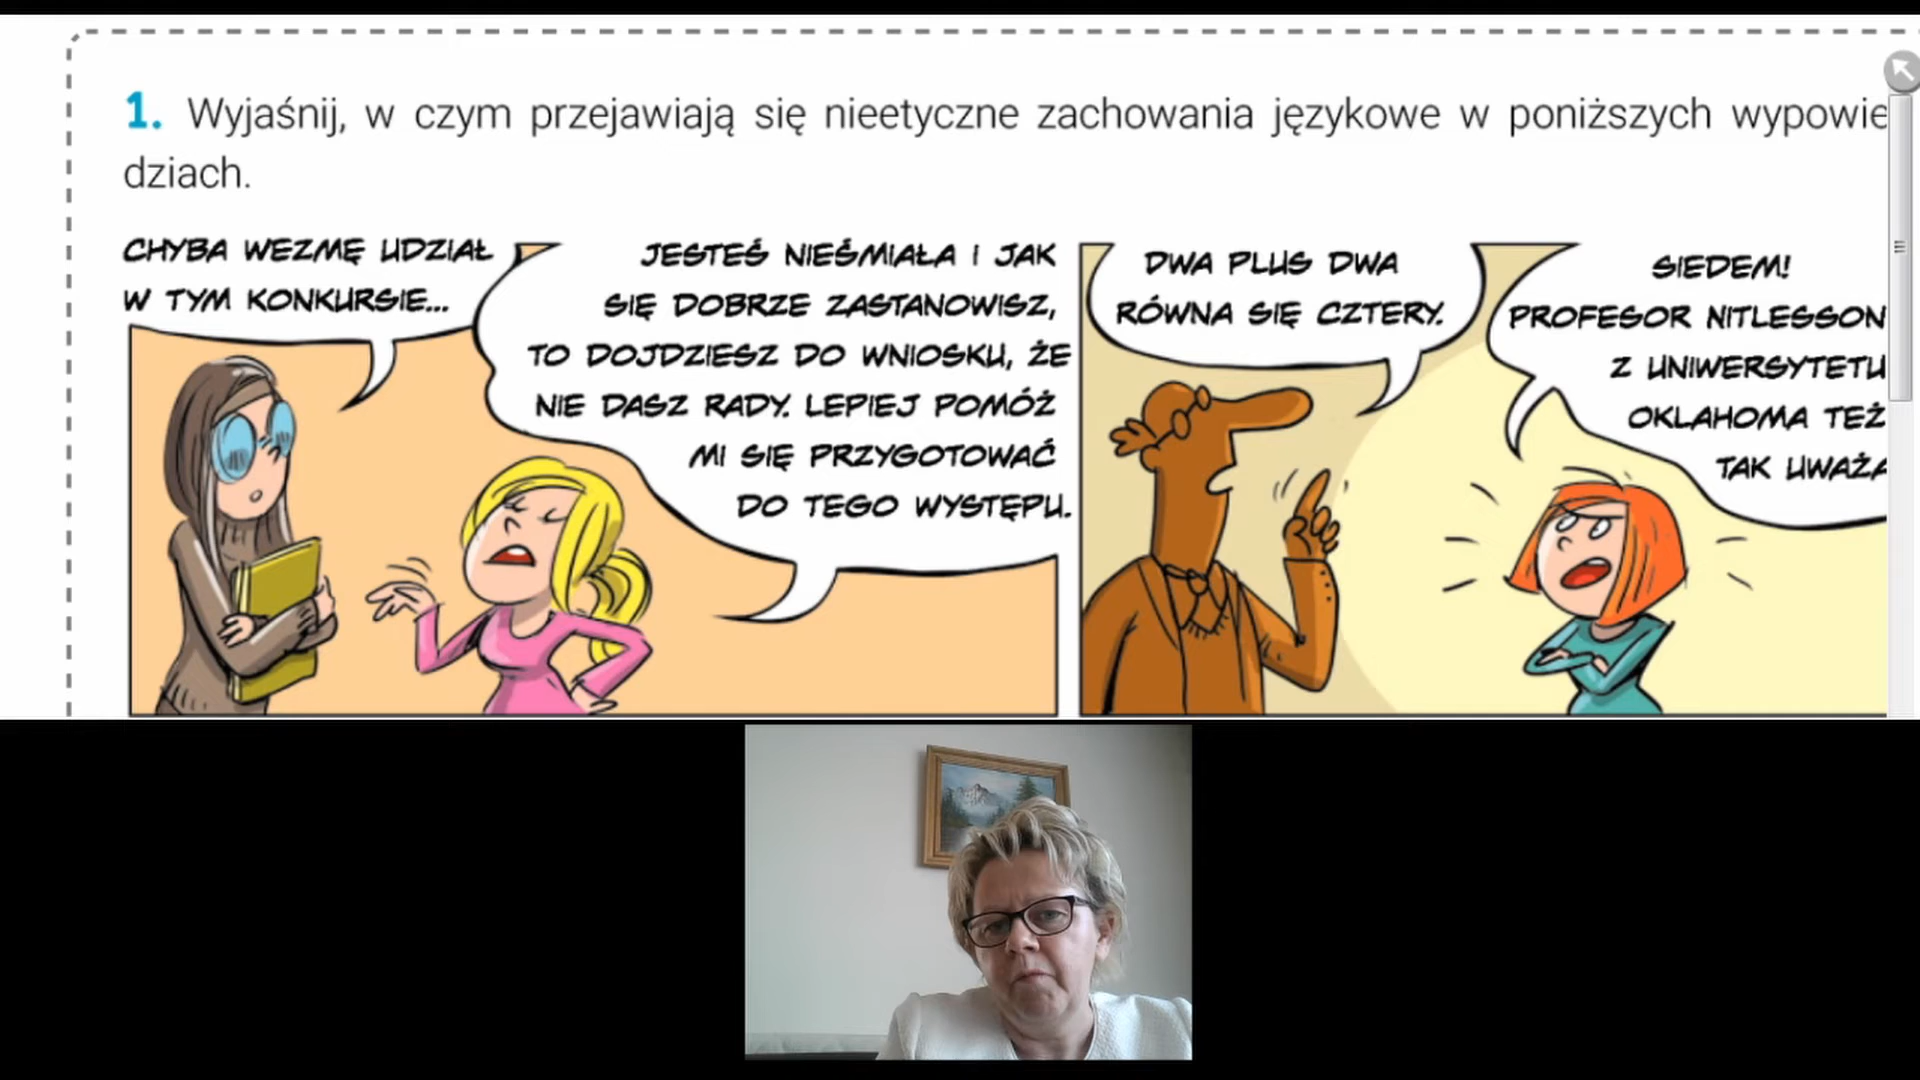 1. Wyjaśnij, w czym przejawiają się nieetyczne zachowania językowe w poniższych wypowie
dziach.
CHYBA WEZMĘ UDZIAŁ
W TYM KONKURSIE...
JESTEŚ NIEŚMIAŁA I JAK
SIĘ DOBRZE ZASTANOWISZ,
TO DOJDZIESZ DO WNIOSKU, ŻE
NIE DASZ RADY. LEPIEJ POMÓŻ
MI SIĘ PRZYGOTOWAĆ
DO TEGO WYSTĘPU.
DWA PLUS DWA
RÓWNA SIĘ CZTERY.
SIEDEM!
PROFESOR NITLESSON
Z UNIWERSYTETU
OKLAHOMA TEŻ
TAK UWAŻA